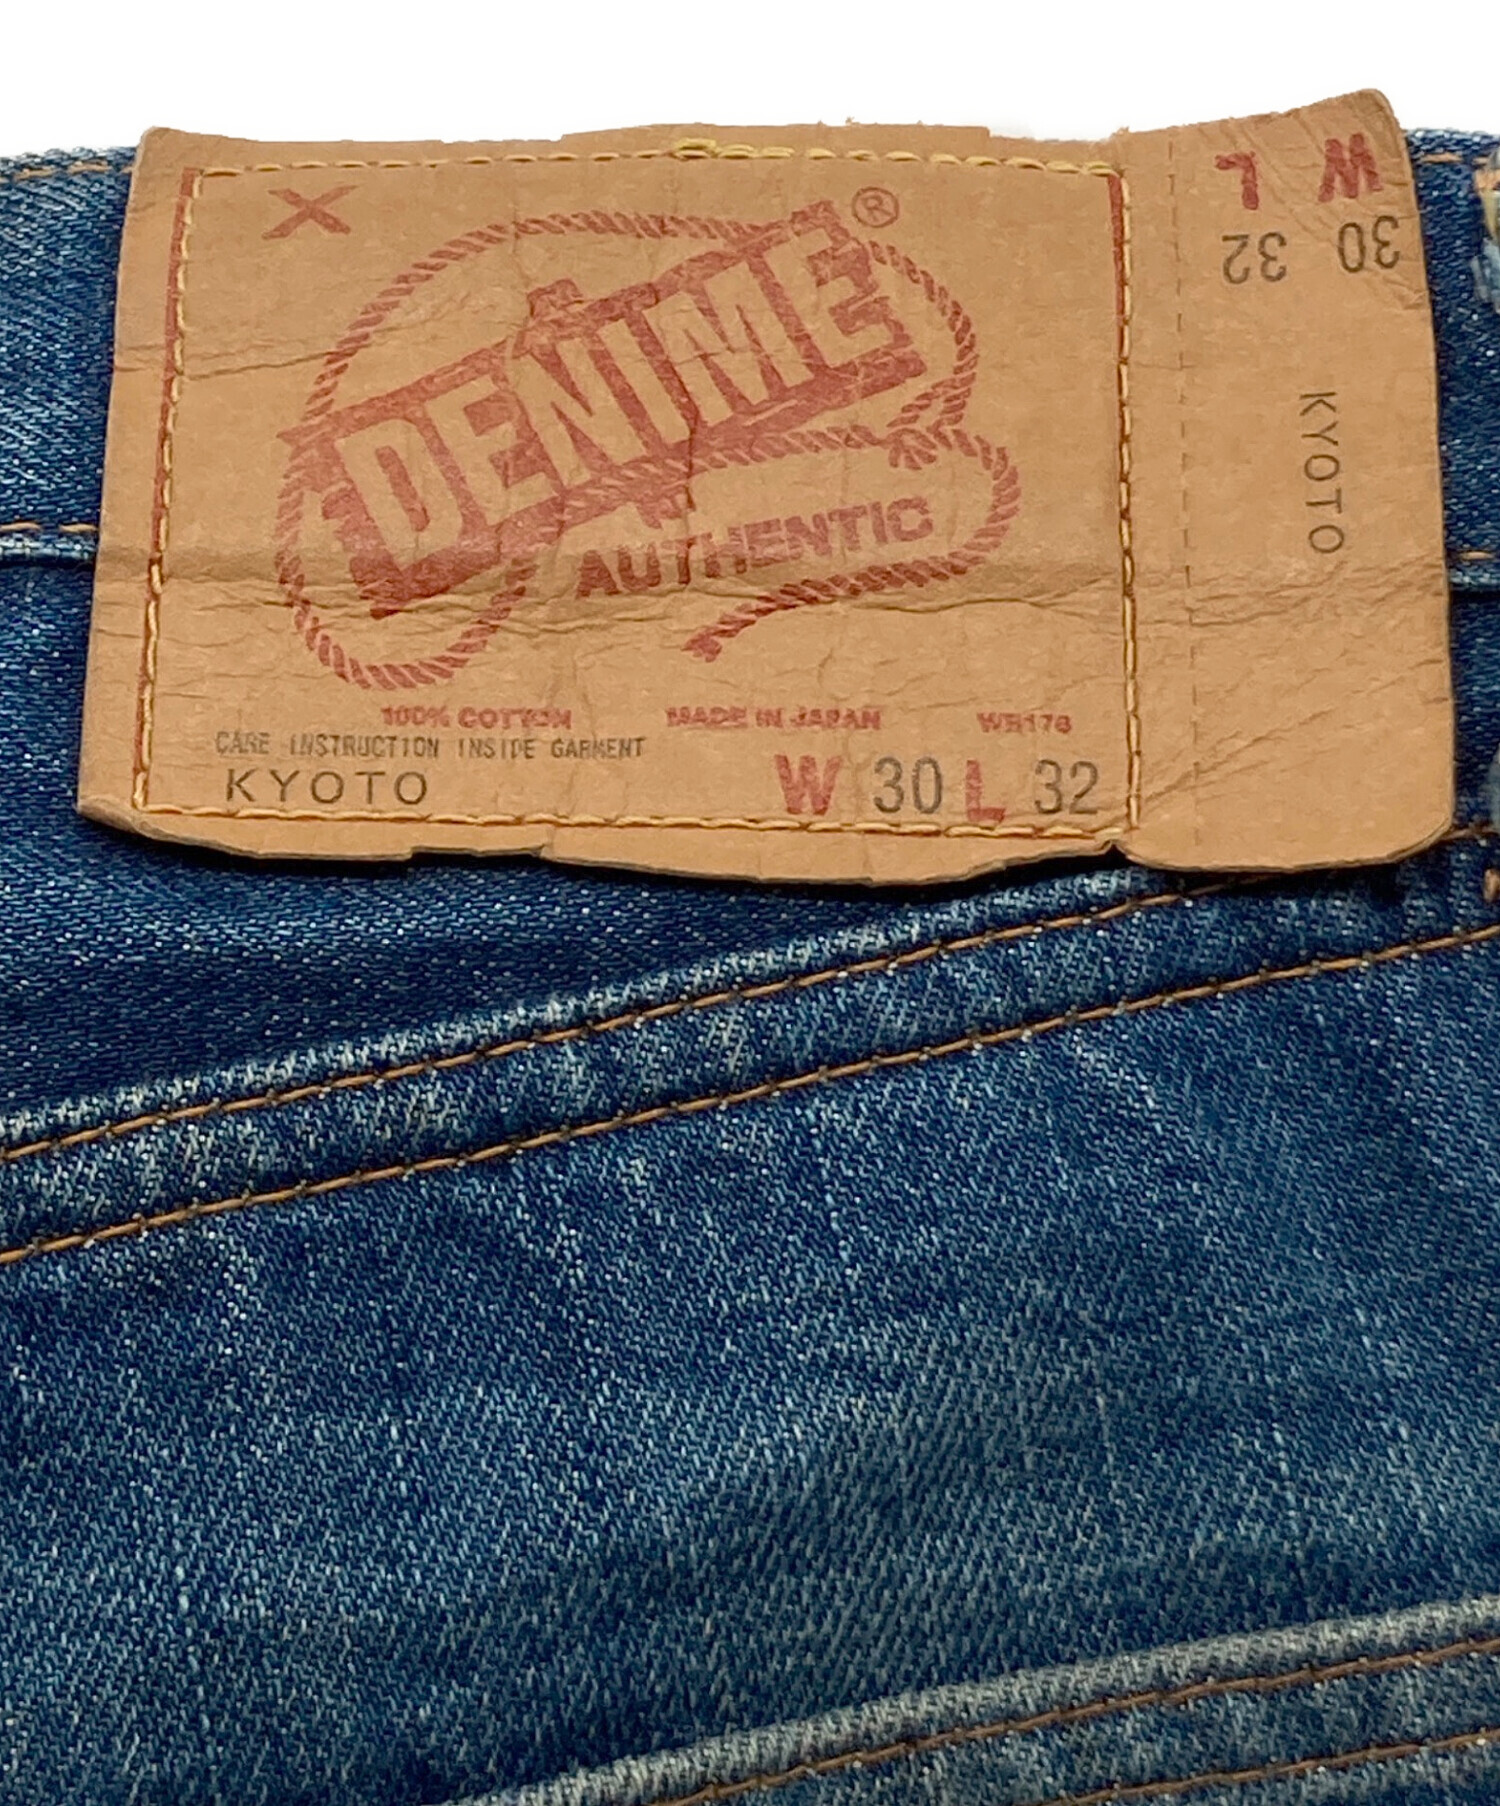 X
DENIME ®
AUTHENTIC
100% COTTON MADE IN JAPAN
CARE INSTRUCTION INSIDE GARMENT
KYOTO W 30 L 32
W L
30 32
KYOTO